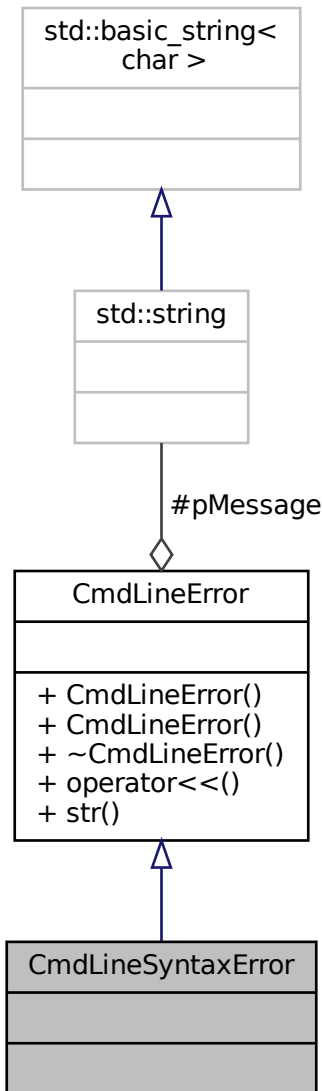 std::basic_string<
char >
std::string
#pMessage
CmdLineError
+ CmdLineError()
+ CmdLineError()
+ ~CmdLineError()
+ operator<<()
+ str()
CmdLineSyntaxError